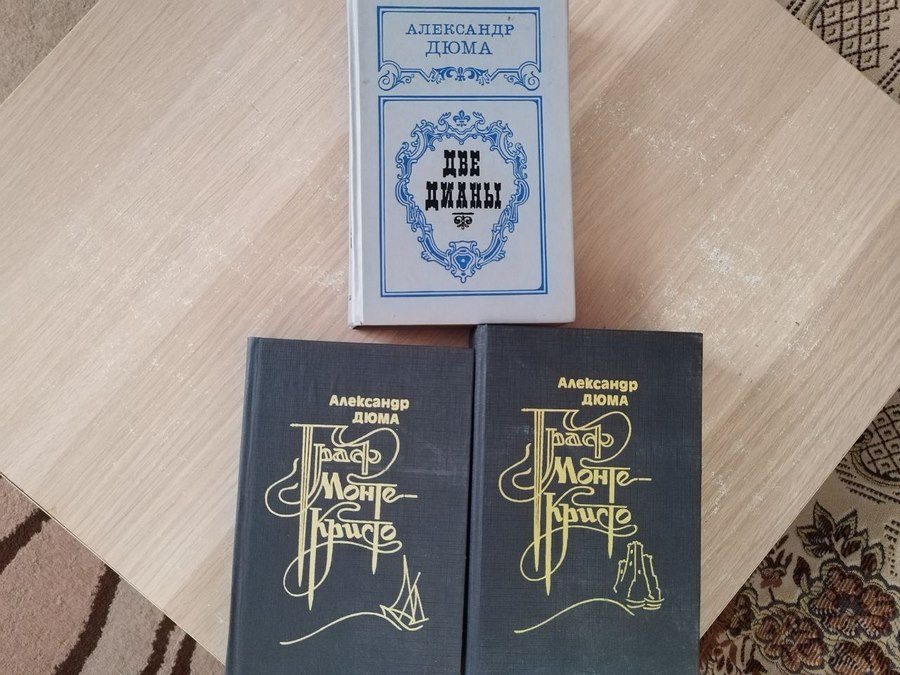 АЛЕКСАНДР
ДЮМА
ДВЕ
ДИАНЫ
Александр
ДЮМА
Граф
Монте-
Кристо
Александр
ДЮМА
Граф
Монте-
Кристо